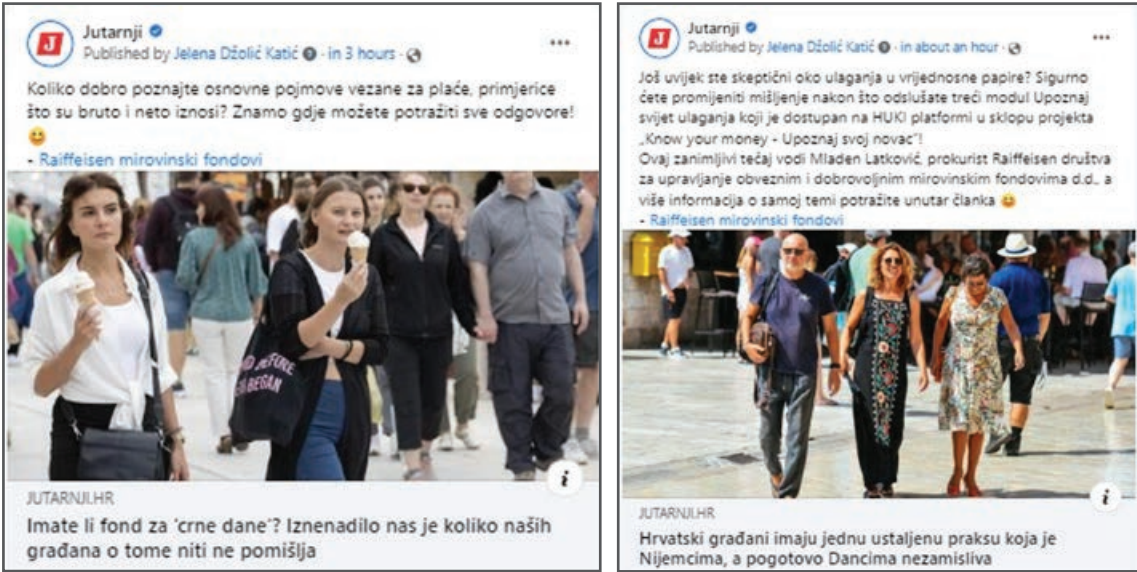 Jutarnji
Published by Jelena Džolić Katić · in 3 hours ·
Koliko dobro poznajte osnovne pojmove vezane za plaće, primjerice
što su bruto i neto iznosi? Znamo gdje možete potražiti sve odgovore!
😀
- Raiffeisen mirovinski fondovi
BEFORE
BEGAN
JUTARNJI.HR
Imate li fond za 'crne dane'? Iznenadilo nas je koliko naših
građana o tome niti ne pomišlja
Jutarnji
Published by Jelena Džolić Katić · in about an hour ·
Još uvijek ste skeptični oko ulaganja u vrijednosne papire? Sigurno
ćete promijeniti mišljenje nakon što odslušate treći modul Upoznaj
svijet ulaganja koji je dostupan na HUKI platformi u sklopu projekta
„Know your money - Upoznaj svoj novac"!
Ovaj zanimljivi tečaj vodi Mladen Latković, prokurist Raiffeisen društva
za upravljanje obveznim i dobrovoljnim mirovinskim fondovima d.d., a
više informacija o samoj temi potražite unutar članka 😀
- Raiffeisen mirovinski fondovi
JUTARNJI.HR
Hrvatski građani imaju jednu ustaljenu praksu koja je
Nijemcima, a pogotovo Dancima nezamisliva